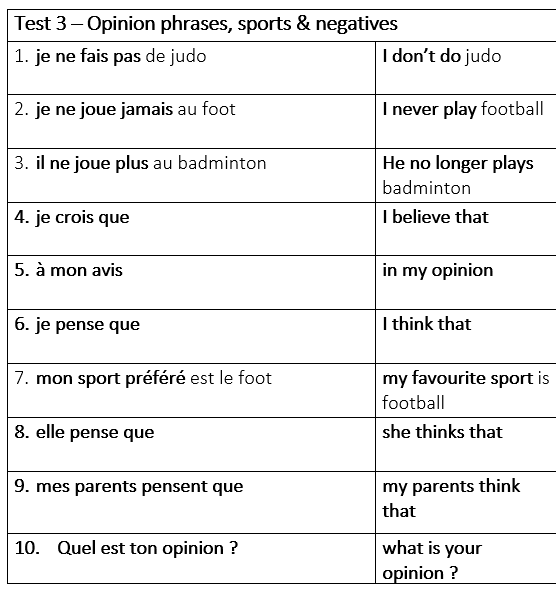 Test 3 – Opinion phrases, sports & negatives
1. je ne fais pas de judo
I don't do judo
2. je ne joue jamais au foot
I never play football
3. il ne joue plus au badminton
He no longer plays
badminton
4. je crois que
I believe that
5. à mon avis
in my opinion
6. je pense que
I think that
7. mon sport préféré est le foot
my favourite sport is
football
8. elle pense que
she thinks that
9. mes parents pensent que
my parents think
that
10. Quel est ton opinion ?
what is your
opinion ?